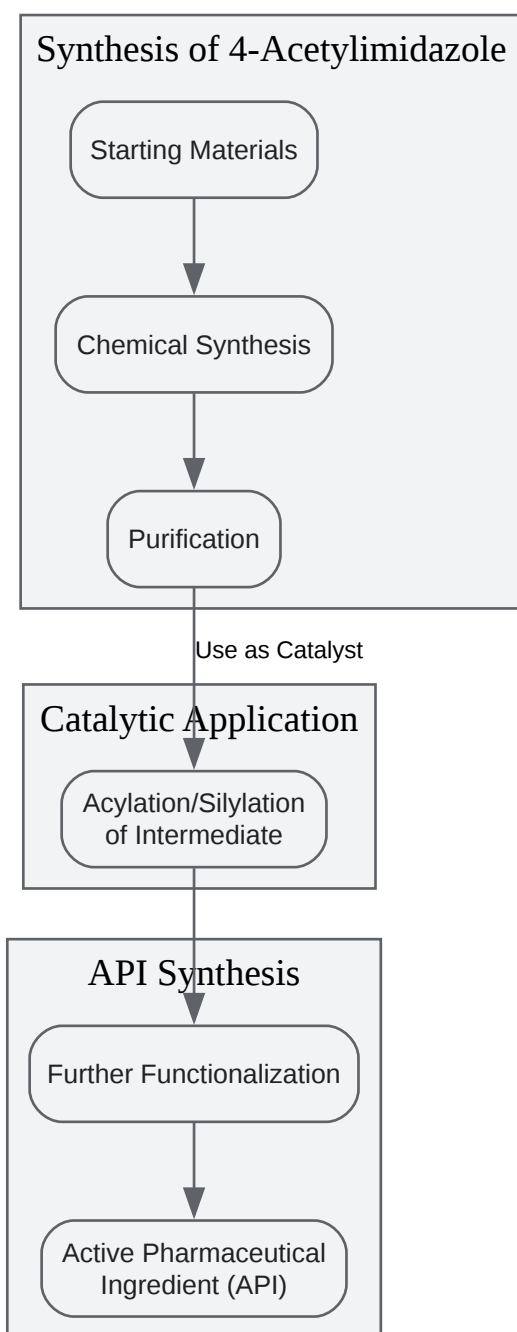 Synthesis of 4-Acetylimidazole
Starting Materials
Chemical Synthesis
Purification
Use as Catalyst
Catalytic Application
Acylation/Silylation
of Intermediate
API Synthesis
Further Functionalization
Active Pharmaceutical
Ingredient (API)